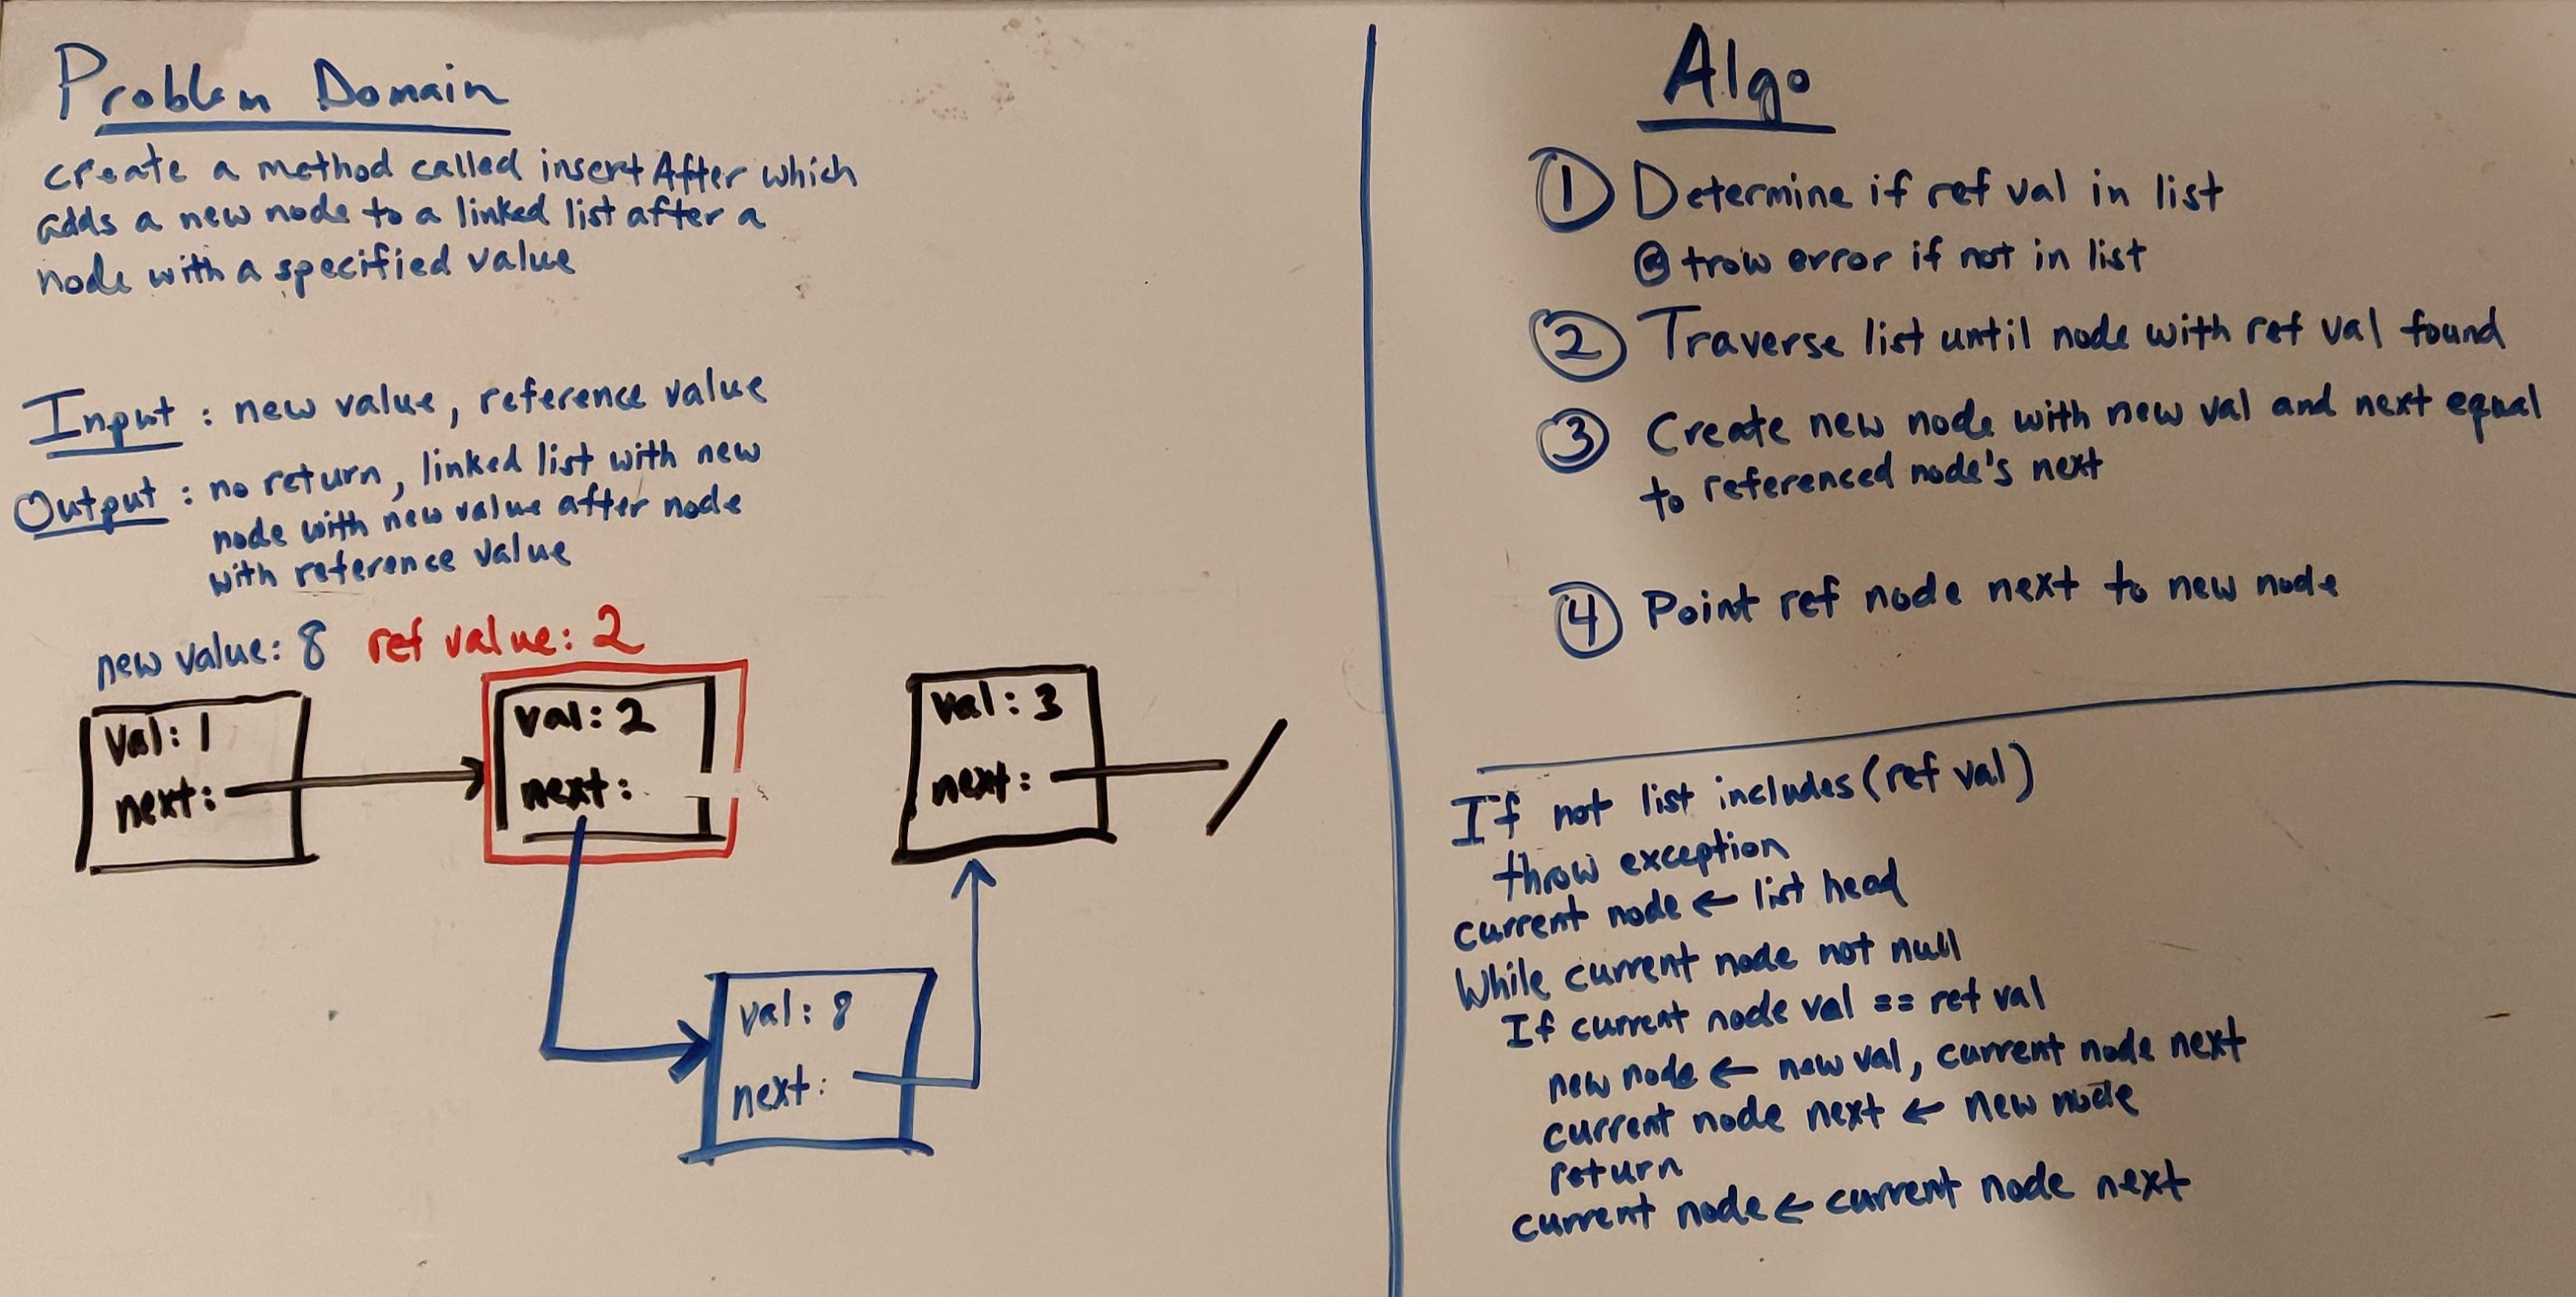 Problem Domain
create a method called insertAfter which
adds a new node to a linked list after a
node with a specified value
Input : new value, reference value
Output : no return, linked list with new
node with new value after node
with reference value
new value: 8 ref value: 2
val: 1
next:
val: 2
next:
val: 3
next:
val: 8
next:
Algo
① Determine if ref val in list
ⓐ trow error if not in list
② Traverse list until node with ref val found
③ Create new node with new val and next equal
to referenced node's next
④ Point ref node next to new node
If not list includes (ref val)
throw exception
current node ← list head
While current node not null
If current node val == ref val
new node ← new val, current node next
current node next ← new node
return
current node ← current node next